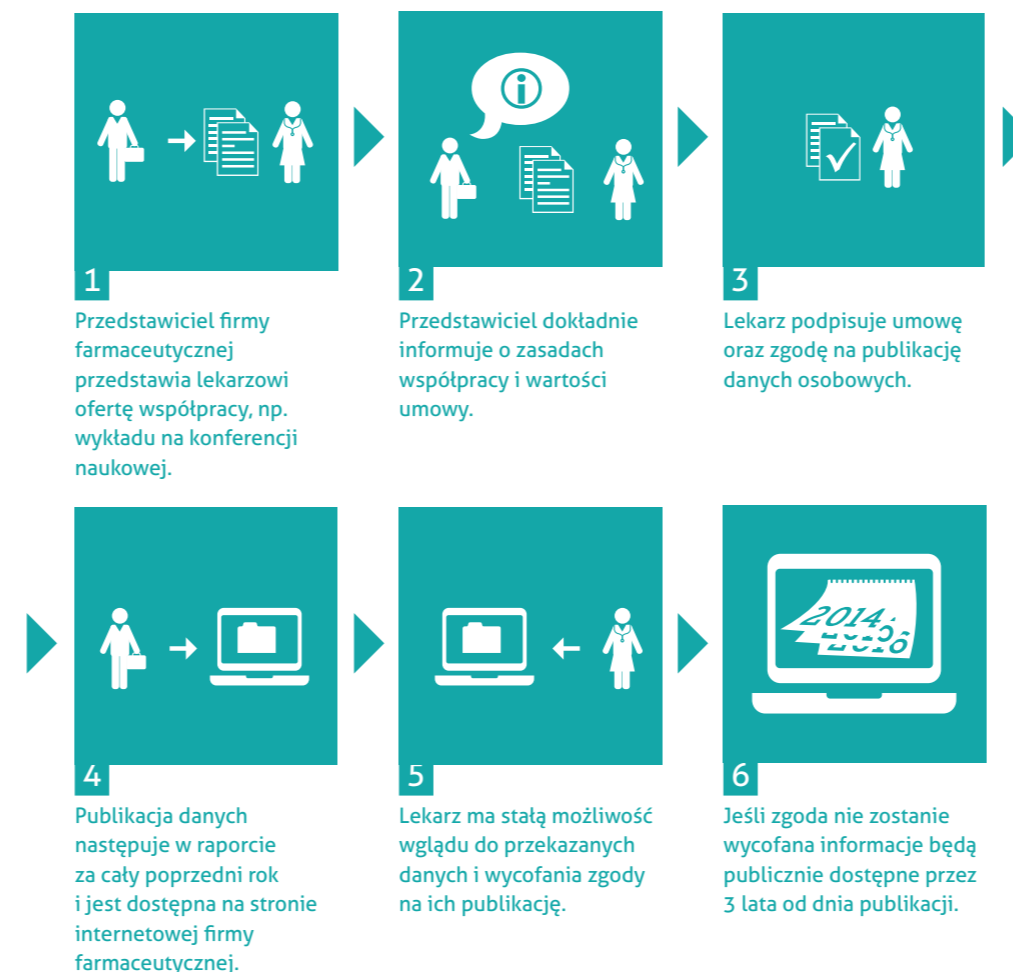 1
Przedstawiciel firmy
farmaceutycznej
przedstawia lekarzowi
ofertę współpracy, np.
wykładu na konferencji
naukowej.
2
Przedstawiciel dokładnie
informuje o zasadach
współpracy i wartości
umowy.
3
Lekarz podpisuje umowę
oraz zgodę na publikację
danych osobowych.
4
Publikacja danych
następuje w raporcie
za cały poprzedni rok
i jest dostępna na stronie
internetowej firmy
farmaceutycznej.
5
Lekarz ma stałą możliwość
wglądu do przekazanych
danych i wycofania zgody
na ich publikację.
2014
6
Jeśli zgoda nie zostanie
wycofana informacje będą
publicznie dostępne przez
3 lata od dnia publikacji.